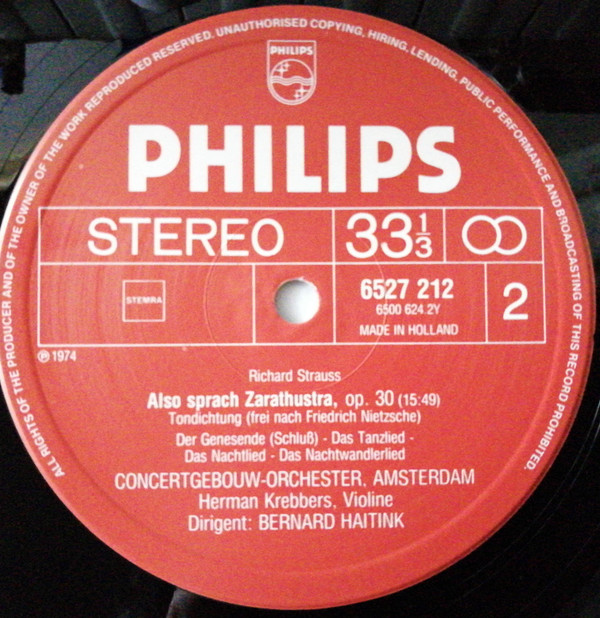 ALL RIGHTS OF THE PRODUCER AND OF THE OWNER OF THE WORK REPRODUCED RESERVED. UNAUTHORISED COPYING, HIRING, LENDING, PUBLIC PERFORMANCE AND BROADCASTING OF THIS RECORD PROHIBITED.
PHILIPS
PHILIPS
STEREO
33 1/3
STEMRA
6527 212
6500 624.2Y
MADE IN HOLLAND
2
℗ 1974
Richard Strauss
Also sprach Zarathustra, op. 30 (15:49)
Tondichtung (frei nach Friedrich Nietzsche)
Der Genesende (Schluß) - Das Tanzlied -
Das Nachtlied - Das Nachtwandlerlied
CONCERTGEBOUW-ORCHESTER, AMSTERDAM
Herman Krebbers, Violine
Dirigent: BERNARD HAITINK